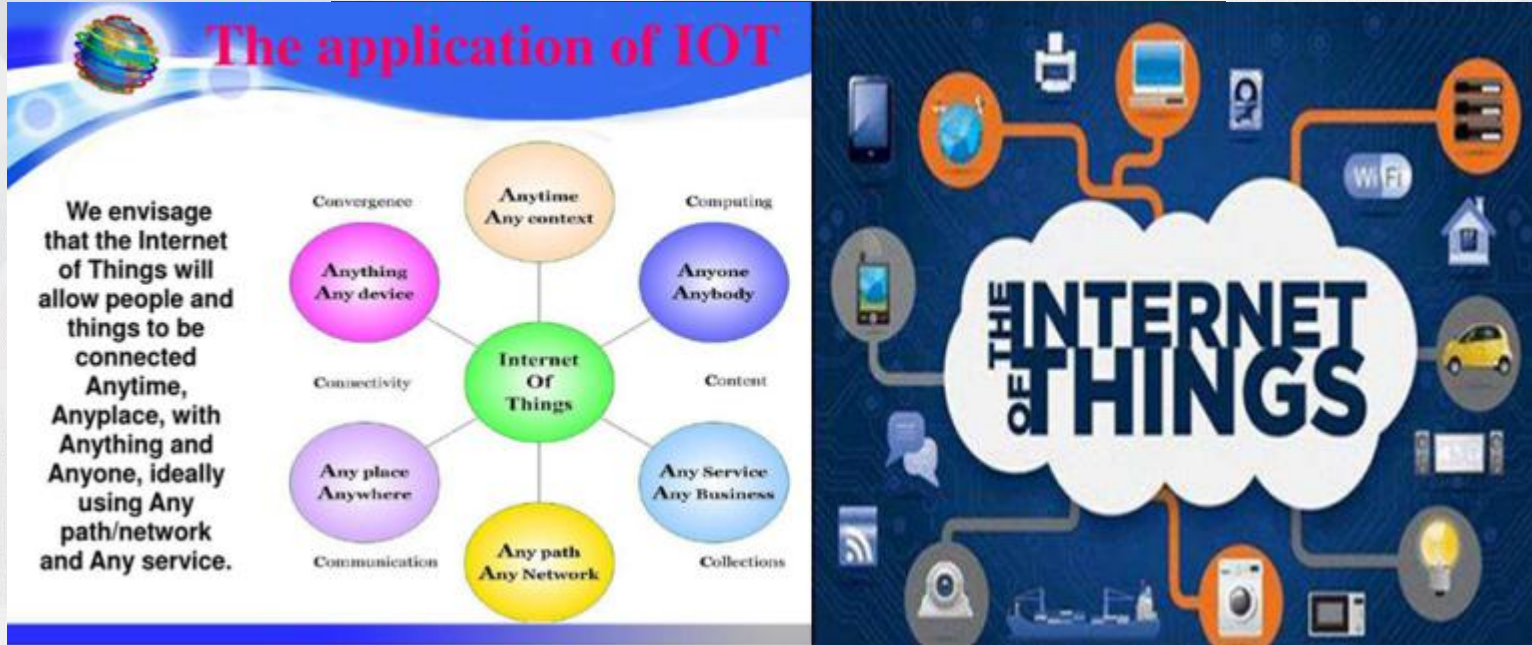 The application of IOT
We envisage
that the Internet
of Things will
allow people and
things to be
connected
Anytime,
Anyplace, with
Anything and
Anyone, ideally
using Any
path/network
and Any service.
Convergence
Anytime
Any context
Computing
Anything
Any device
Anyone
Anybody
Internet
Of
Things
Connectivity
Content
Any place
Anywhere
Any Service
Any Business
Communication
Any path
Any Network
Collections
WiFi
THE INTERNET
OF THINGS